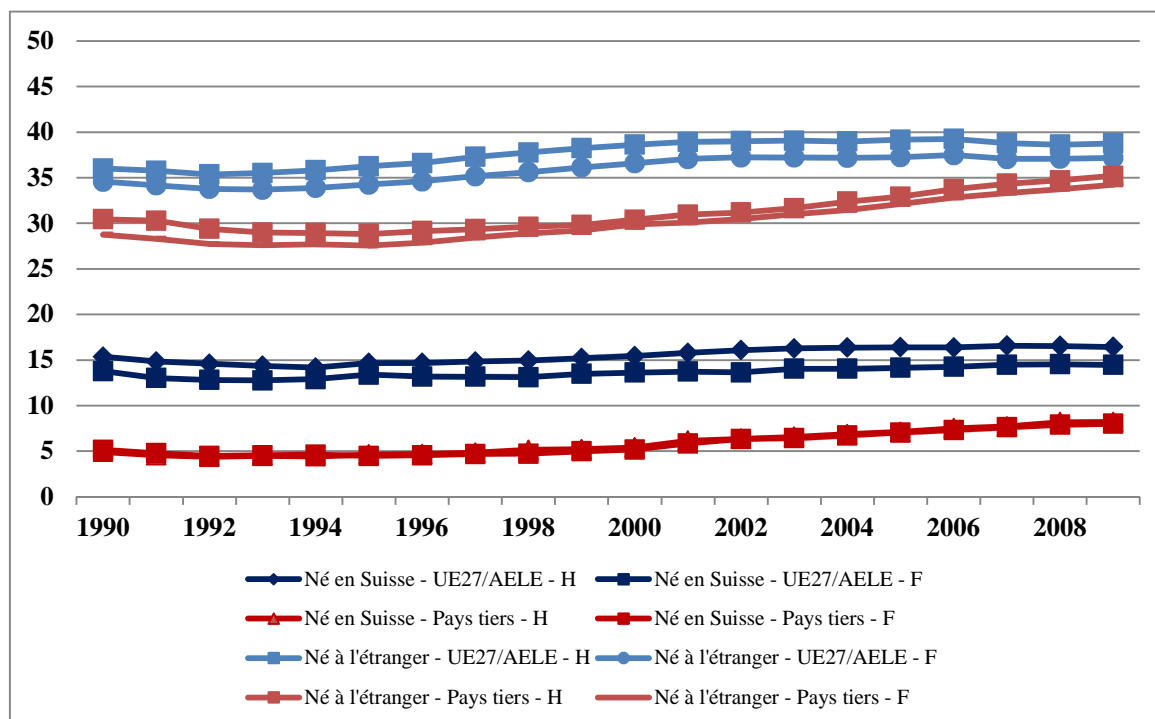 50
45
40
35
30
25
20
15
10
5
0
1990 1992 1994 1996 1998 2000 2002 2004 2006 2008
Né en Suisse - UE27/AELE - H Né en Suisse - UE27/AELE - F
Né en Suisse - Pays tiers - H Né en Suisse - Pays tiers - F
Né à l'étranger - UE27/AELE - H Né à l'étranger - UE27/AELE - F
Né à l'étranger - Pays tiers - H Né à l'étranger - Pays tiers - F